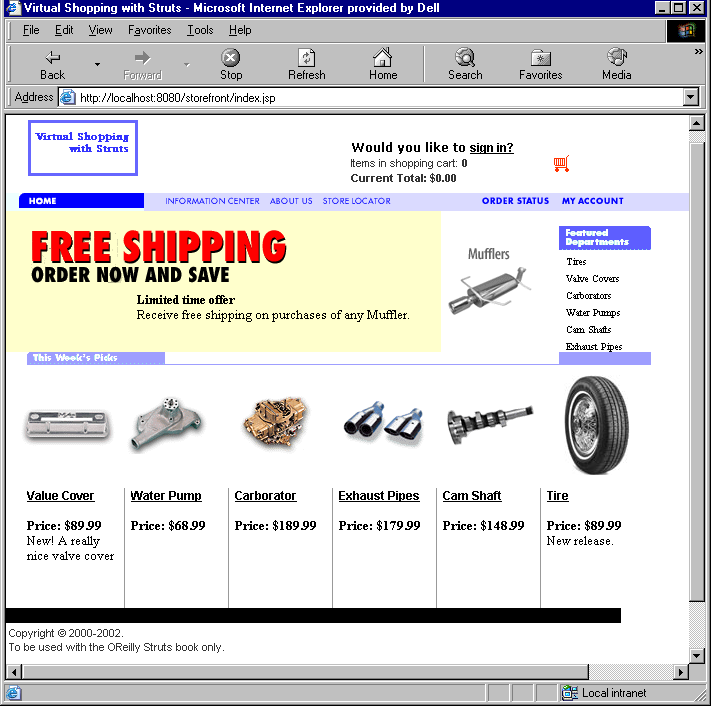 Virtual Shopping with Struts - Microsoft Internet Explorer provided by Dell
File Edit View Favorites Tools Help
Back Forward Stop Refresh Home Search Favorites Media
Address http://localhost:8080/storefront/index.jsp
Virtual Shopping
with Struts
Would you like to sign in?
Items in shopping cart: 0
Current Total: $0.00
HOME INFORMATION CENTER ABOUT US STORE LOCATOR ORDER STATUS MY ACCOUNT
FREE SHIPPING
ORDER NOW AND SAVE
Limited time offer
Receive free shipping on purchases of any Muffler.
Mufflers
Featured
Departments
Tires
Valve Covers
Carborators
Water Pumps
Cam Shafts
Exhaust Pipes
This Week's Picks
Value Cover Water Pump Carborator Exhaust Pipes Cam Shaft Tire
Price: $89.99 Price: $68.99 Price: $189.99 Price: $179.99 Price: $148.99 Price: $89.99
New! A really New release.
nice valve cover
Copyright © 2000-2002.
To be used with the OReilly Struts book only.
Local intranet